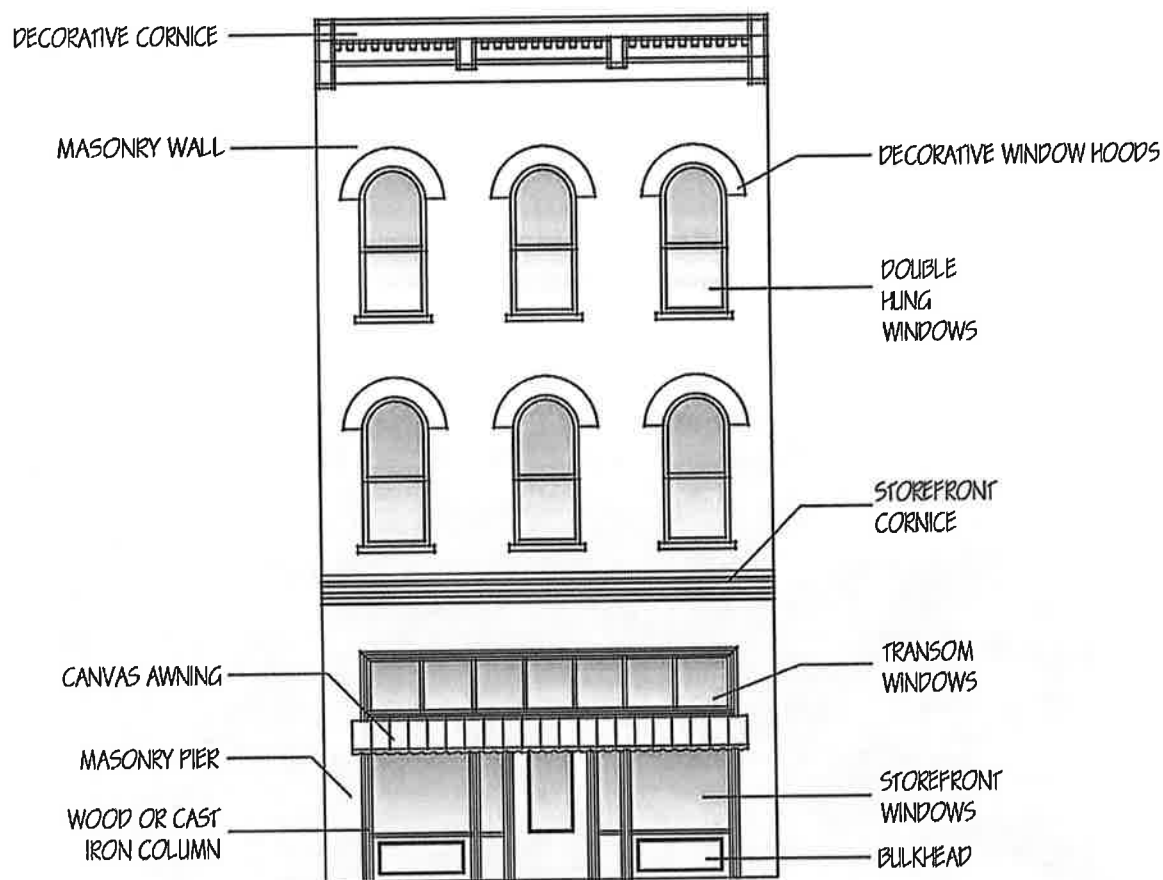 DECORATIVE CORNICE
MASONRY WALL
DECORATIVE WINDOW HOODS
DOUBLE
HUNG
WINDOWS
STOREFRONT
CORNICE
CANVAS AWNING
TRANSOM
WINDOWS
MASONRY PIER
STOREFRONT
WINDOWS
WOOD OR CAST
IRON COLUMN
BULKHEAD